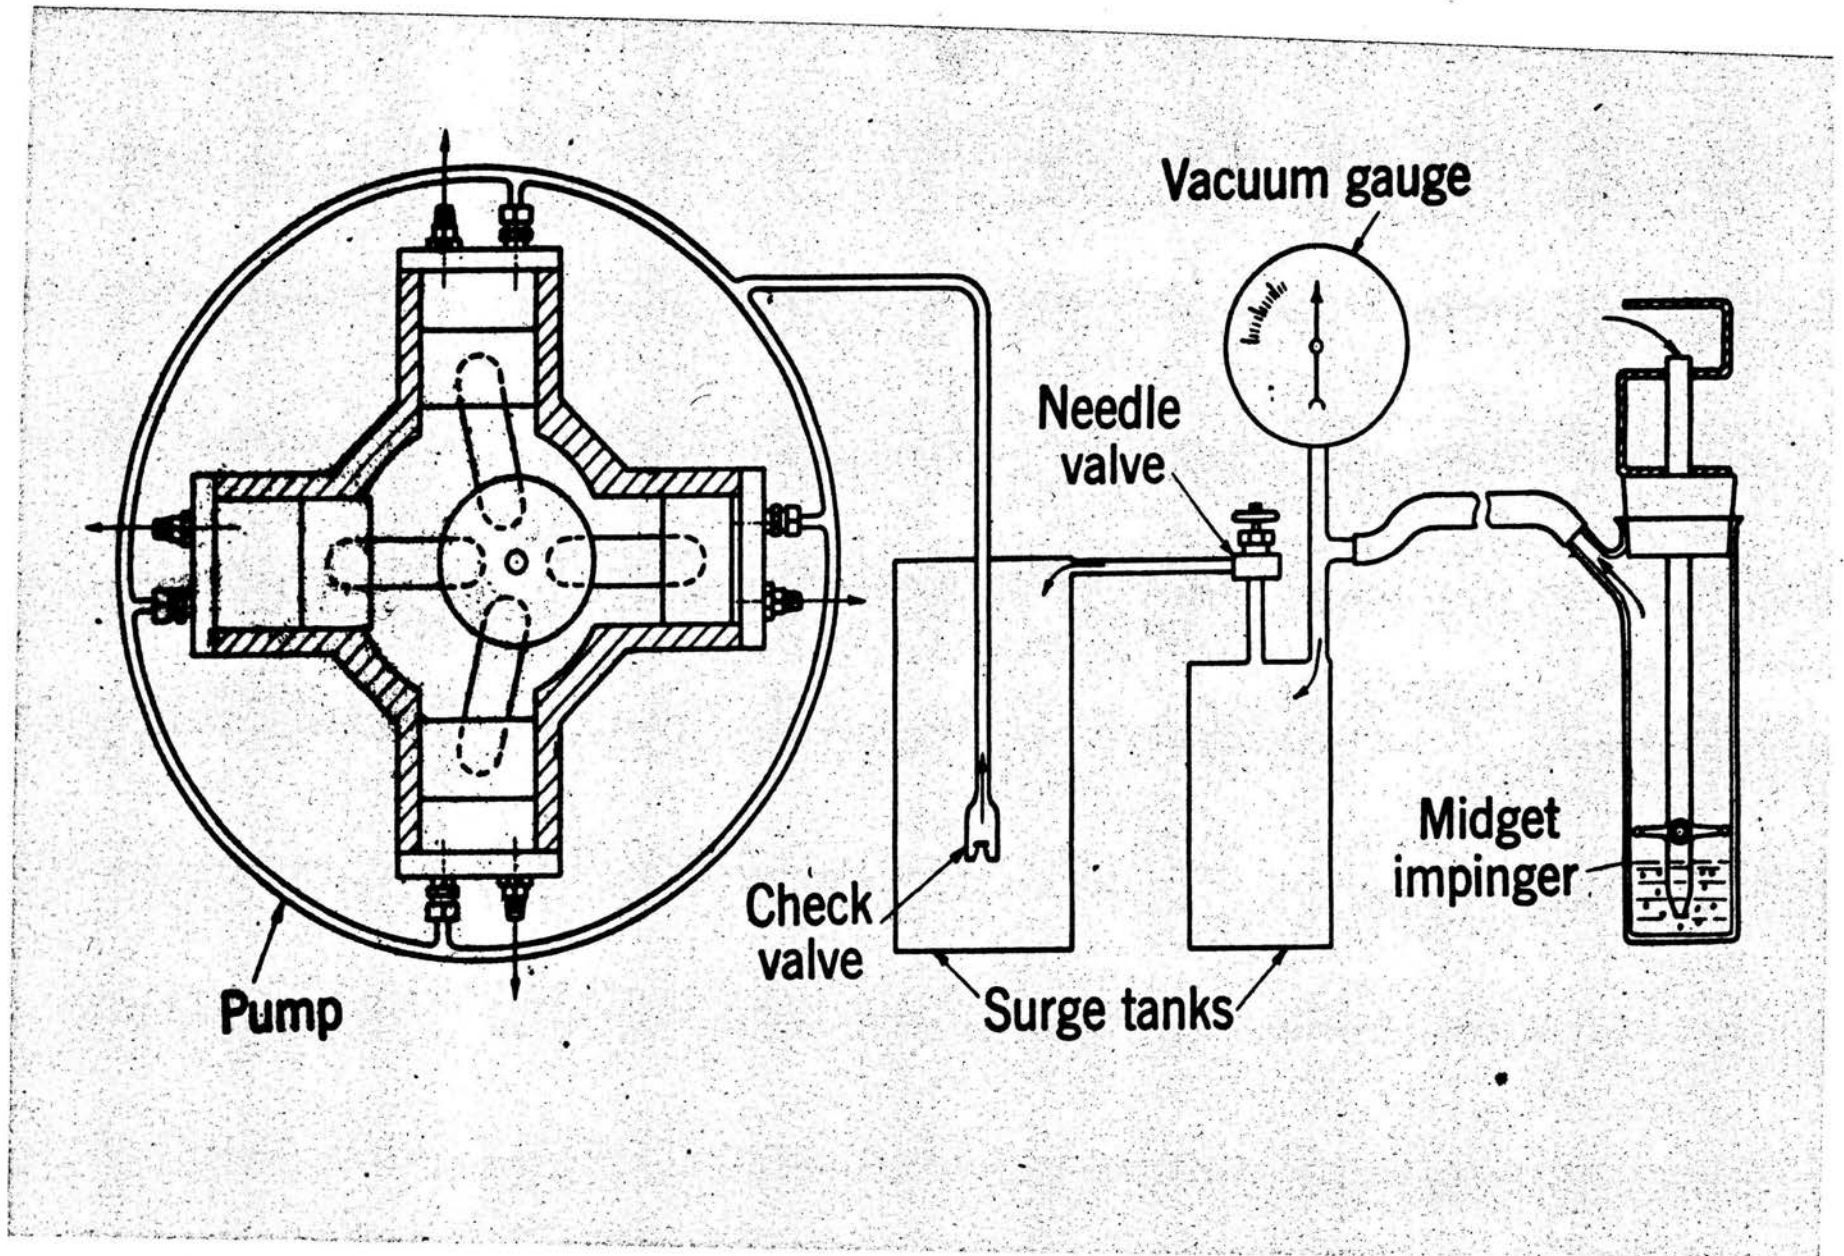 Vacuum gauge
Needle
valve
Midget
impinger
Check
valve
Surge tanks
Pump